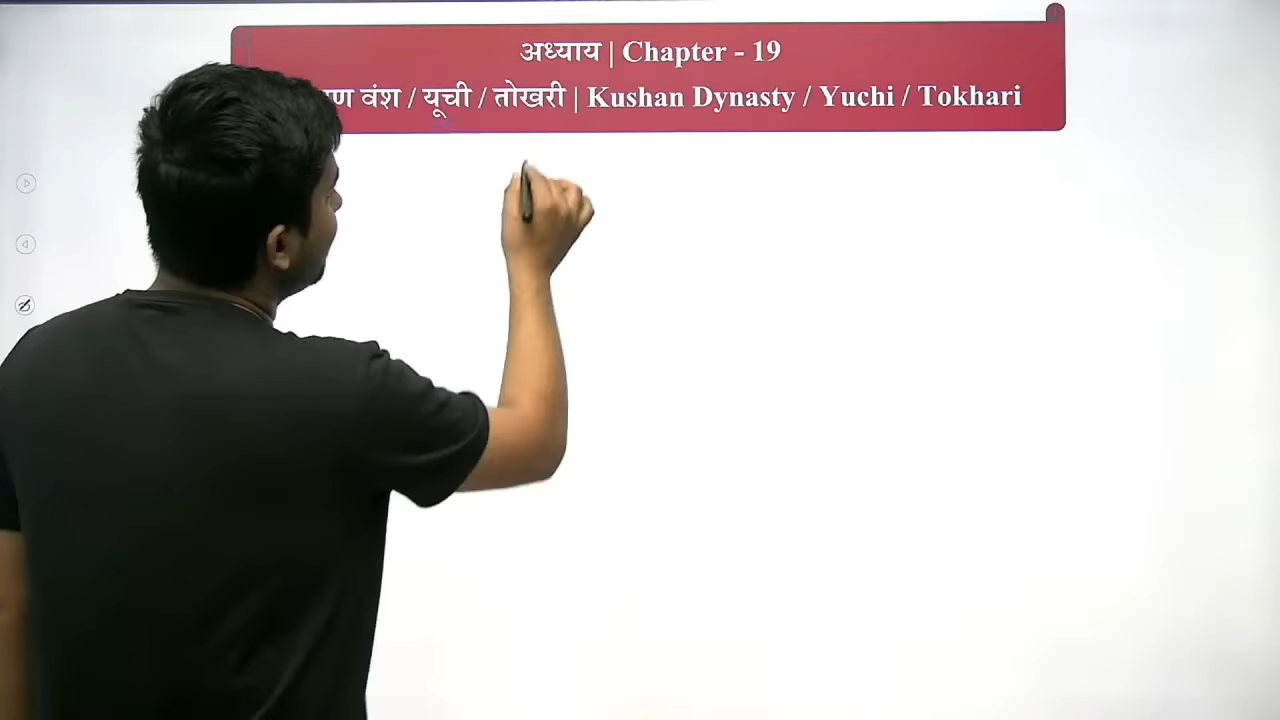 अध्याय | Chapter - 19
वंश / यूची / तोखरी | Kushan Dynasty / Yuchi / Tokhari